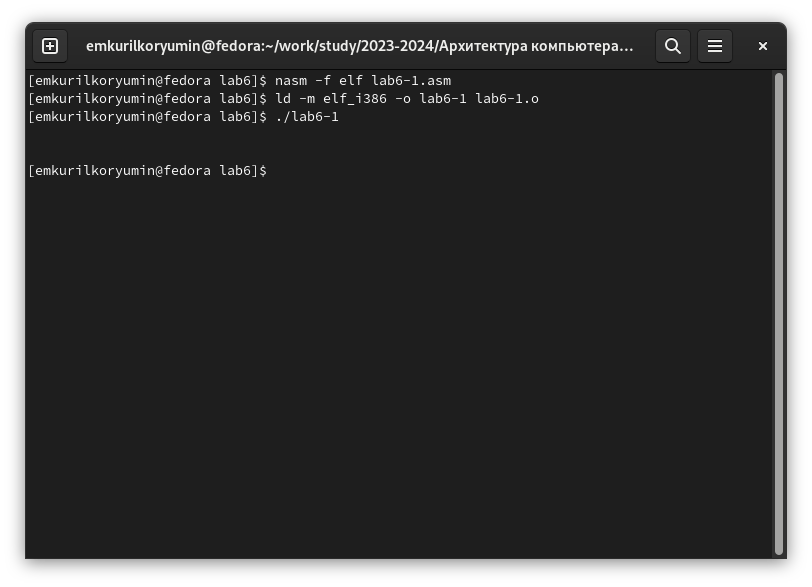 emkurilkoryumin@fedora:~/work/study/2023-2024/Архитектура компьютера...
[emkurilkoryumin@fedora lab6]$ nasm -f elf lab6-1.asm
[emkurilkoryumin@fedora lab6]$ ld -m elf_i386 -o lab6-1 lab6-1.o
[emkurilkoryumin@fedora lab6]$ ./lab6-1
[emkurilkoryumin@fedora lab6]$